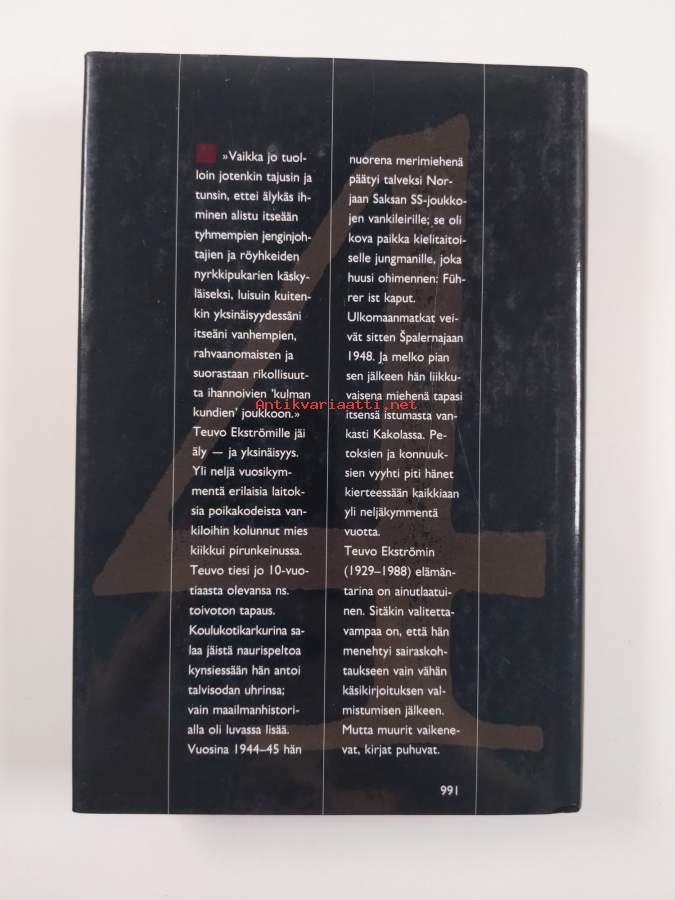 »Vaikka jo tuol-
loin jotenkin tajusin ja
tunsin, ettei älykäs ih-
minen alistu itseään
tyhmempien jenginjoh-
tajien ja röyhkeiden
nyrkkipukarien käsky-
läiseksi, luisuin kuiten-
kin yksinäisyydessäni
itseäni vanhempien,
rahvaanomaisten ja
suorastaan rikollisuut-
ta ihannoivien 'kulman
kundien' joukkoon.»
Teuvo Ekströmille jäi
äly — ja yksinäisyys.
Yli neljä vuosikym-
mentä erilaisia laitok-
sia poikakodeista van-
kiloihin kolunnut mies
kiikkui pirunkeinussa.
Teuvo tiesi jo 10-vuo-
tiaasta olevansa ns.
toivoton tapaus.
Koulukotikarkurina sa-
laa jäistä naurispeltoa
kynsiessään hän antoi
talvisodan uhrinsa;
vain maailmanhistori-
alla oli luvassa lisää.
Vuosina 1944–45 hän
nuorena merimiehenä
päätyi talveksi Nor-
jaan Saksan SS-joukko-
jen vankileirille; se oli
kova paikka kielitaitoi-
selle jungmanille, joka
huusi ohimennen: Füh-
rer ist kaput.
Ulkomaanmatkat vei-
vät sitten Špalernajaan
1948. Ja melko pian
sen jälkeen hän liikku-
vaisena miehenä tapasi
itsensä istumasta van-
kasti Kakolassa. Pe-
toksien ja konnuuk-
sien vyyhti piti hänet
kierteessään kaikkiaan
yli neljäkymmentä
vuotta.
Teuvo Ekströmin
(1929–1988) elämän-
tarina on ainutlaatui-
nen. Sitäkin valitetta-
vampaa on, että hän
menehtyi sairaskoh-
taukseen vain vähän
käsikirjoituksen val-
mistumisen jälkeen.
Mutta muurit vaikene-
vat, kirjat puhuvat.
991
4
Antikvariaatti.net